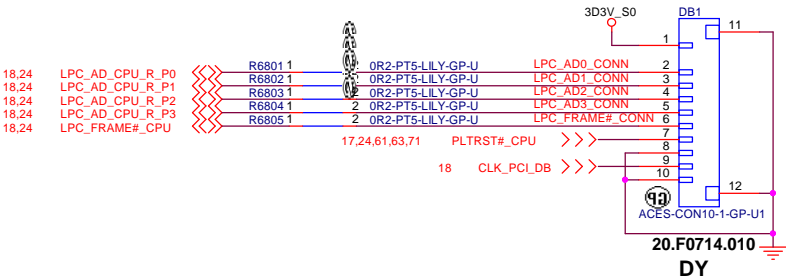 3D3V_S0
DB1
11
1
R6801 1 0R2-PT5-LILY-GP-U LPC_AD0_CONN 2
18,24 LPC_AD_CPU_R_P0
R6802 1 0R2-PT5-LILY-GP-U LPC_AD1_CONN 3
18,24 LPC_AD_CPU_R_P1
R6803 1 2 0R2-PT5-LILY-GP-U LPC_AD2_CONN 4
18,24 LPC_AD_CPU_R_P2
R6804 1 2 0R2-PT5-LILY-GP-U LPC_AD3_CONN 5
18,24 LPC_AD_CPU_R_P3
R6805 1 2 0R2-PT5-LILY-GP-U LPC_FRAME#_CONN 6
18,24 LPC_FRAME#_CPU
17,24,61,63,71 PLTRST#_CPU 7
8
18 CLK_PCI_DB 9
10
12
GP
ACES-CON10-1-GP-U1
20.F0714.010
DY